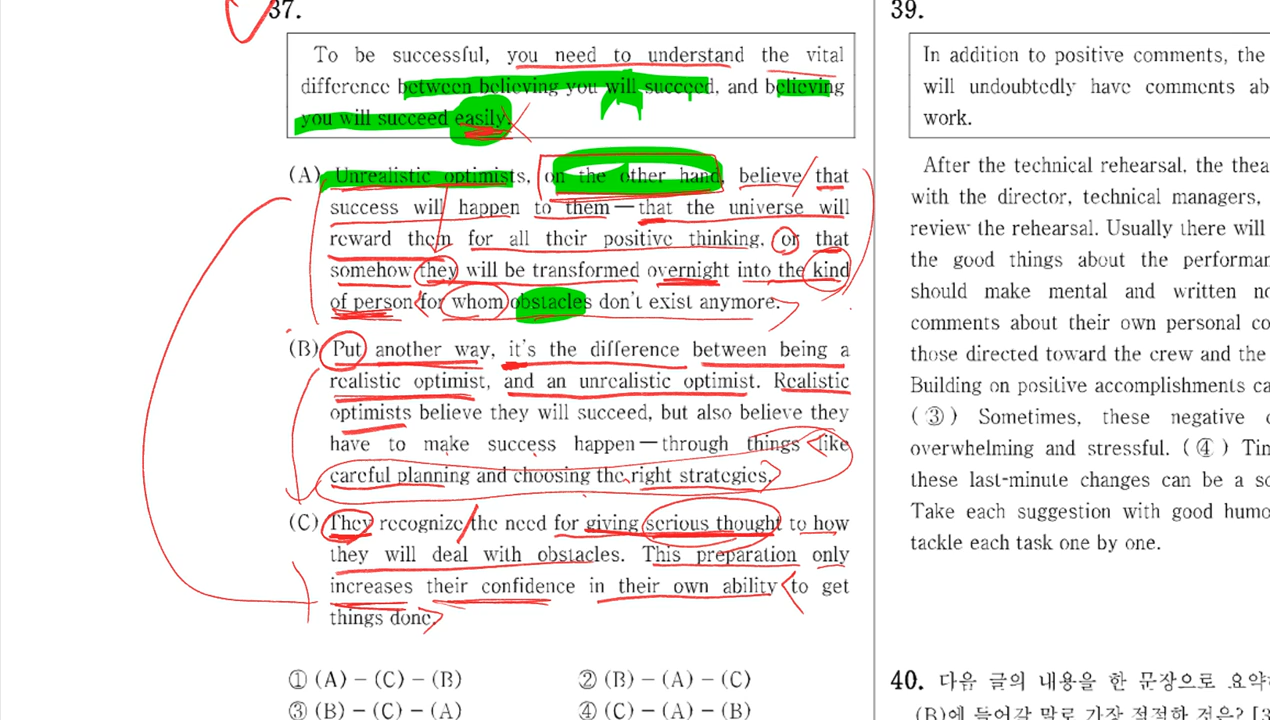 37.
To be successful, you need to understand the vital
difference between believing you will succeed, and believing
you will succeed easily.
(A) Unrealistic optimists, on the other hand, believe that
success will happen to them—that the universe will
reward them for all their positive thinking, or that
somehow they will be transformed overnight into the kind
of person for whom obstacles don't exist anymore.
(B) Put another way, it's the difference between being a
realistic optimist, and an unrealistic optimist. Realistic
optimists believe they will succeed, but also believe they
have to make success happen—through things like
careful planning and choosing the right strategies.
(C) They recognize the need for giving serious thought to how
they will deal with obstacles. This preparation only
increases their confidence in their own ability to get
things done.
① (A) – (C) – (B)
② (B) – (A) – (C)
③ (B) – (C) – (A)
④ (C) – (A) – (B)
39.
In addition to positive comments, the
will undoubtedly have comments ab
work.
After the technical rehearsal, the thea
with the director, technical managers,
review the rehearsal. Usually there will
the good things about the performan
should make mental and written no
comments about their own personal co
those directed toward the crew and the
Building on positive accomplishments ca
( ③ ) Sometimes, these negative c
overwhelming and stressful. ( ④ ) Tim
these last-minute changes can be a so
Take each suggestion with good humo
tackle each task one by one.
40. 다음 글의 내용을 한 문장으로 요약하
(B)에 들어갈 말로 가장 적절한 것은? [3